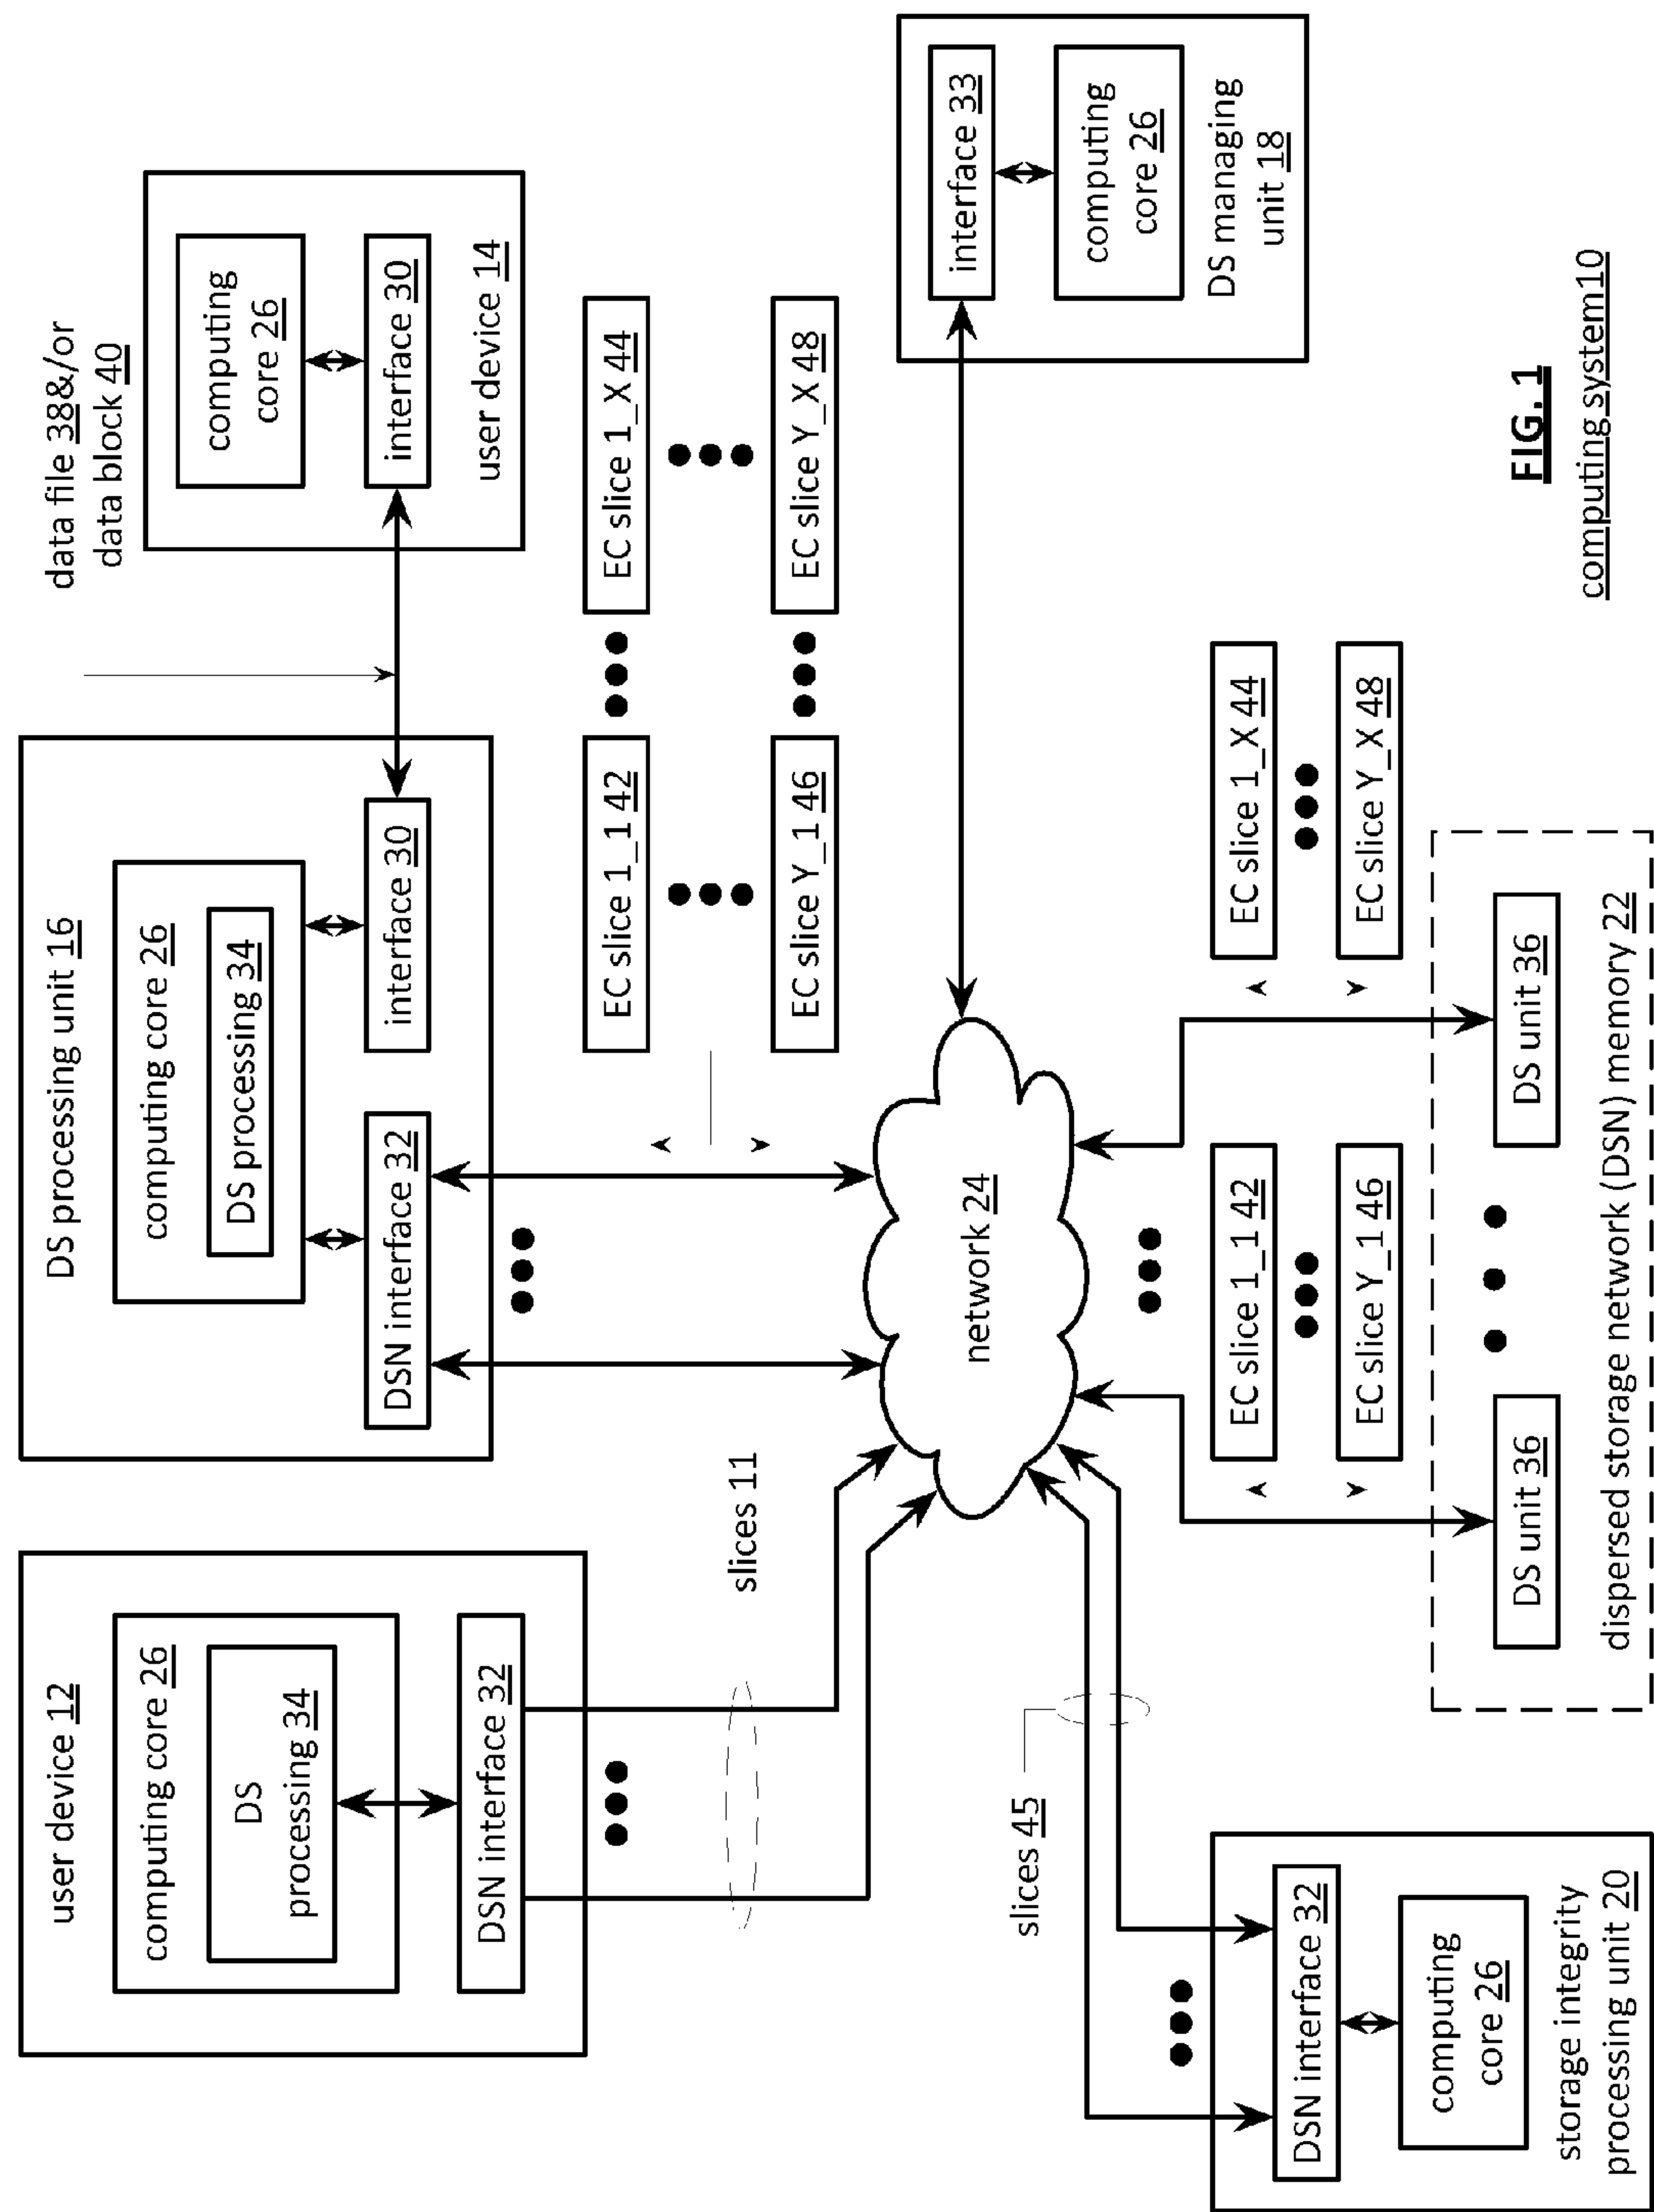 user device 12
computing core 26
DS
processing 34
DSN interface 32
slices 11
DS processing unit 16
computing core 26
DS processing 34
DSN interface 32
interface 30
data file 38&/or
data block 40
computing
core 26
interface 30
user device 14
EC slice 1_1 42
EC slice 1_X 44
EC slice Y_1 46
EC slice Y_X 48
network 24
interface 33
computing
core 26
DS managing
unit 18
slices 45
DSN interface 32
computing
core 26
storage integrity
processing unit 20
EC slice 1_1 42
EC slice Y_1 46
EC slice 1_X 44
EC slice Y_X 48
DS unit 36
DS unit 36
dispersed storage network (DSN) memory 22
FIG. 1
computing system10